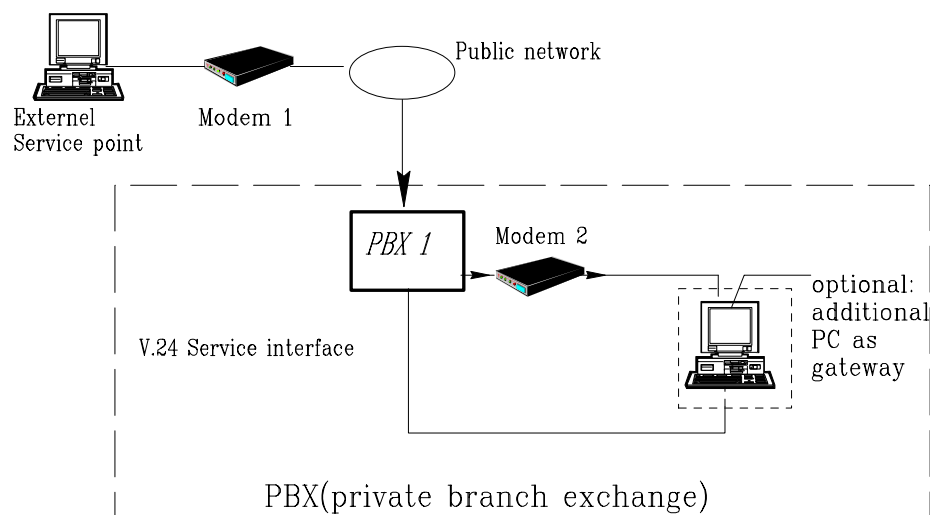 Public network
Externel
Service point
Modem 1
PBX 1
Modem 2
optional:
additional
PC as
gateway
V.24 Service interface
PBX(private branch exchange)